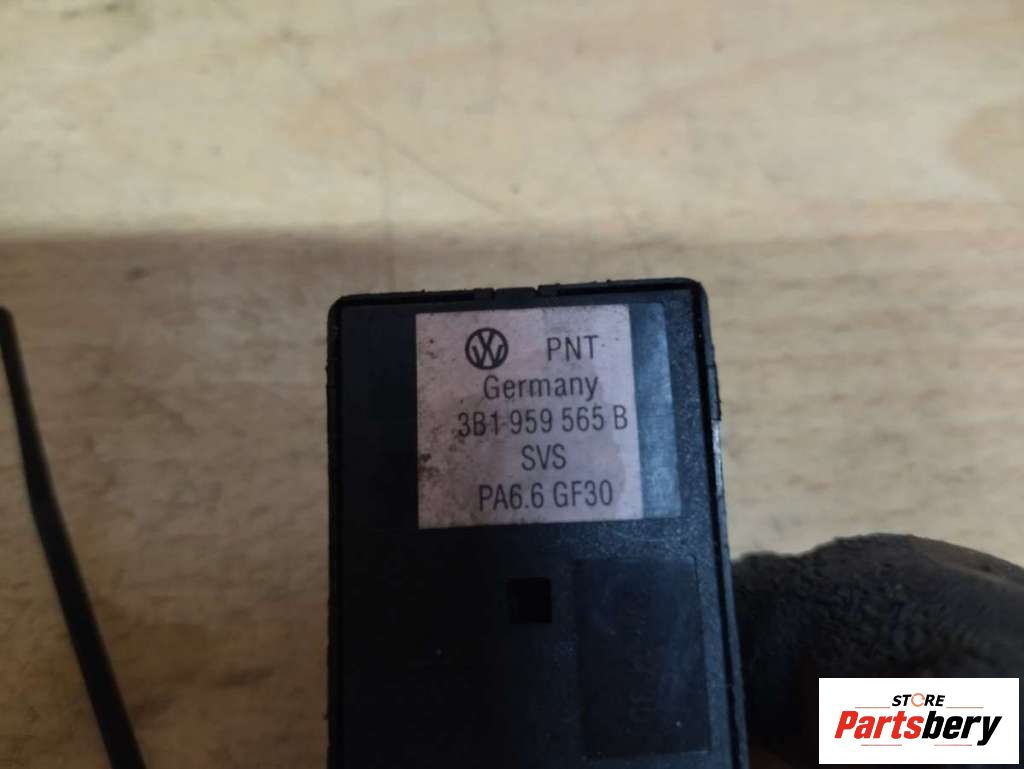 PNT
Germany
3B1 959 565 B
SVS
PA6.6 GF30
STORE
Partsbery